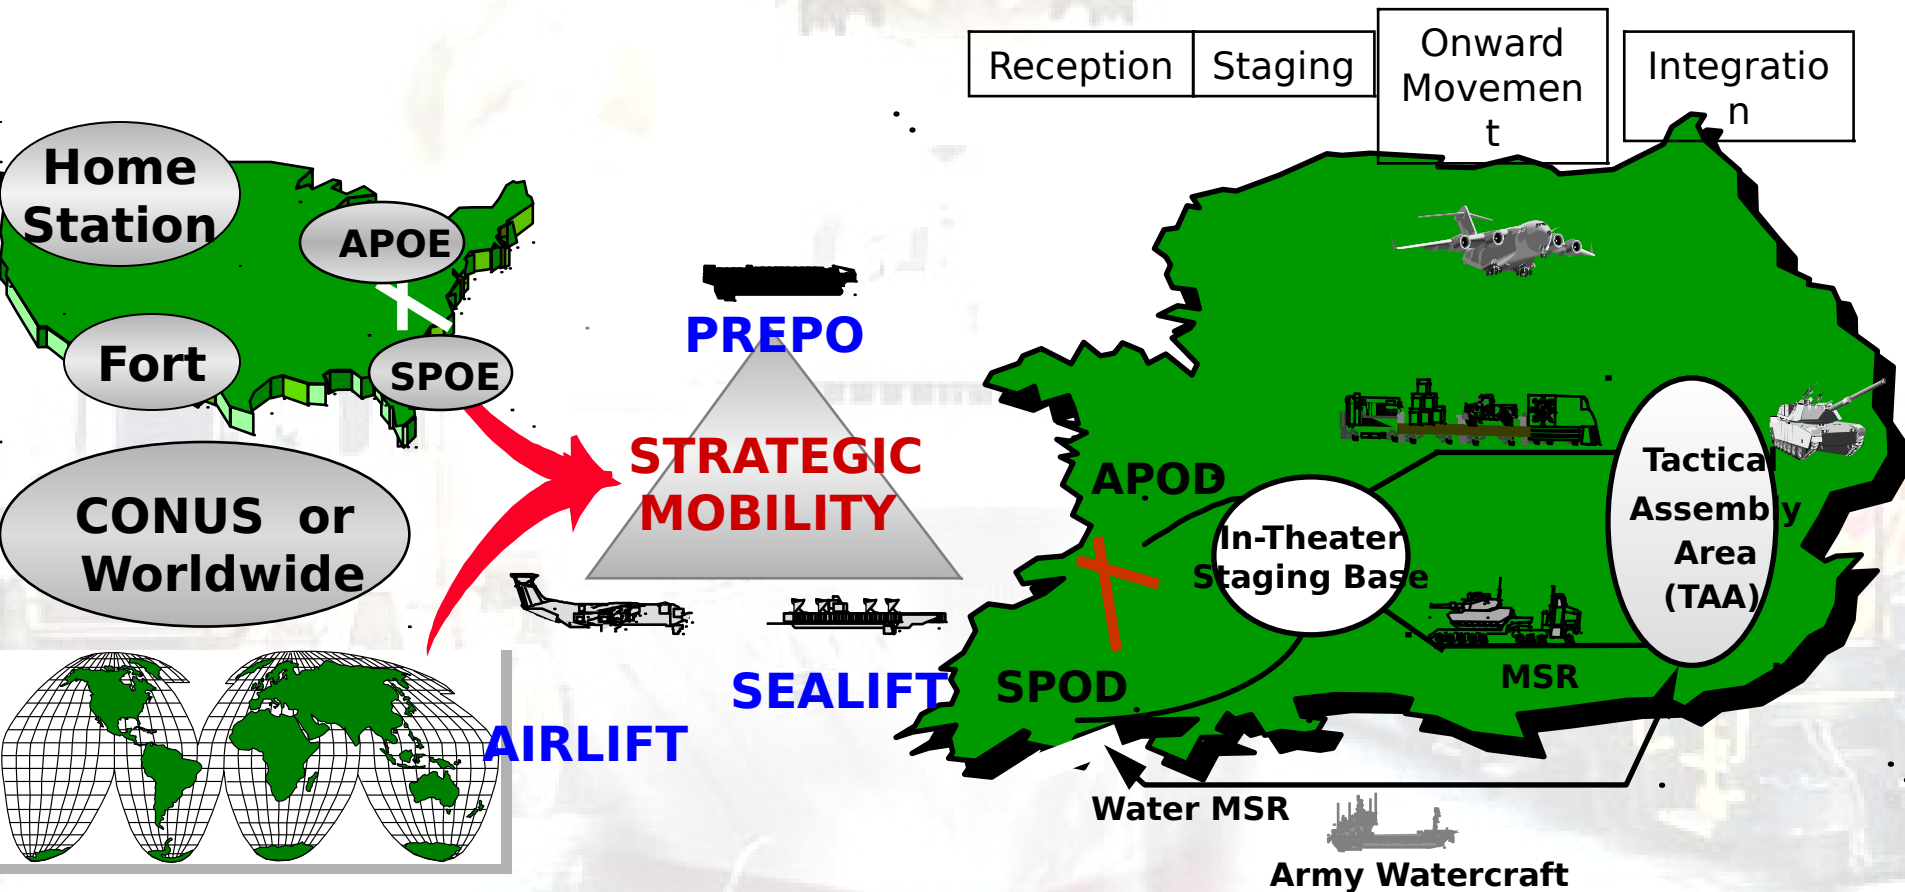 Reception
Staging
Onward
Movemen
t
Integratio
n
Home
Station
APOE
Fort
SPOE
CONUS or
Worldwide
PREPO
STRATEGIC
MOBILITY
SEALIFT
AIRLIFT
APOD
SPOD
In-Theater
Staging Base
Tactical
Assembly
Area
(TAA)
MSR
Water MSR
Army Watercraft